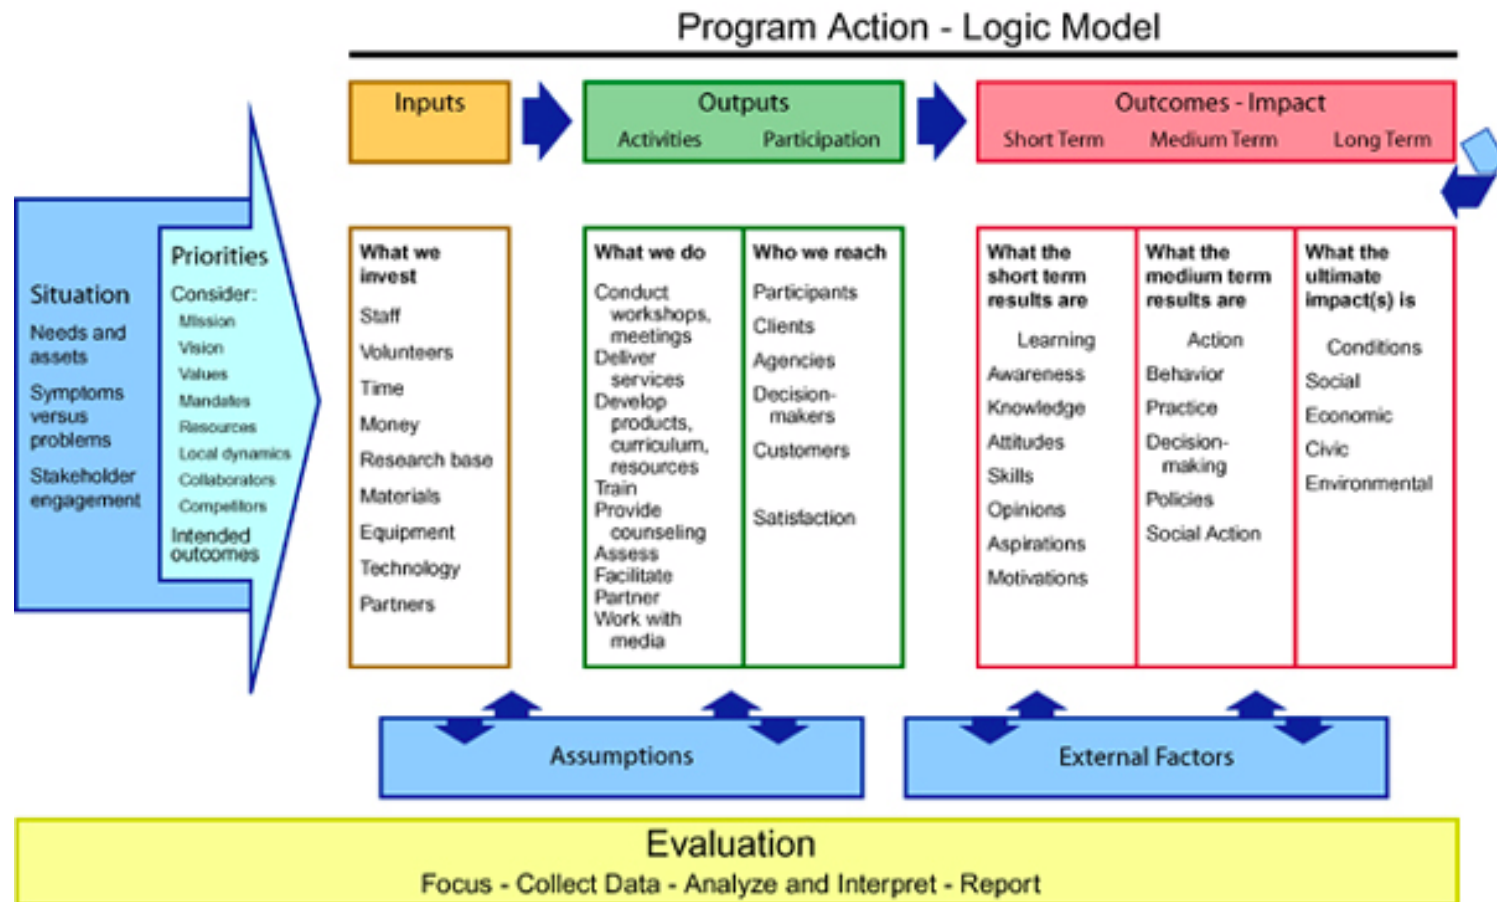 Program Action - Logic Model
Inputs
Outputs
Activities
Participation
Outcomes - Impact
Short Term
Medium Term
Long Term
Situation
Needs and
assets
Symptoms
versus
problems
Stakeholder
engagement
Priorities
Consider:
Mission
Vision
Values
Mandates
Resources
Local dynamics
Collaborators
Competitors
Intended
outcomes
What we
invest
Staff
Volunteers
Time
Money
Research base
Materials
Equipment
Technology
Partners
What we do
Conduct
workshops,
meetings
Deliver
services
Develop
products,
curriculum,
resources
Train
Provide
counseling
Assess
Facilitate
Partner
Work with
media
Who we reach
Participants
Clients
Agencies
Decision-
makers
Customers
Satisfaction
What the
short term
results are
Learning
Awareness
Knowledge
Attitudes
Skills
Opinions
Aspirations
Motivations
What the
medium term
results are
Action
Behavior
Practice
Decision-
making
Policies
Social Action
What the
ultimate
impact(s) is
Conditions
Social
Economic
Civic
Environmental
Assumptions
External Factors
Evaluation
Focus - Collect Data - Analyze and Interpret - Report